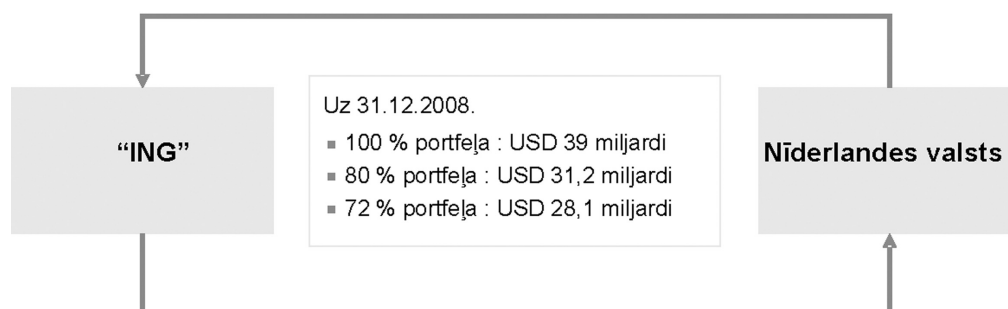 “ING”
Uz 31.12.2008.
▪ 100 % portfeļa : USD 39 miljardi
▪ 80 % portfeļa : USD 31,2 miljardi
▪ 72 % portfeļa : USD 28,1 miljardi
Nīderlandes valsts